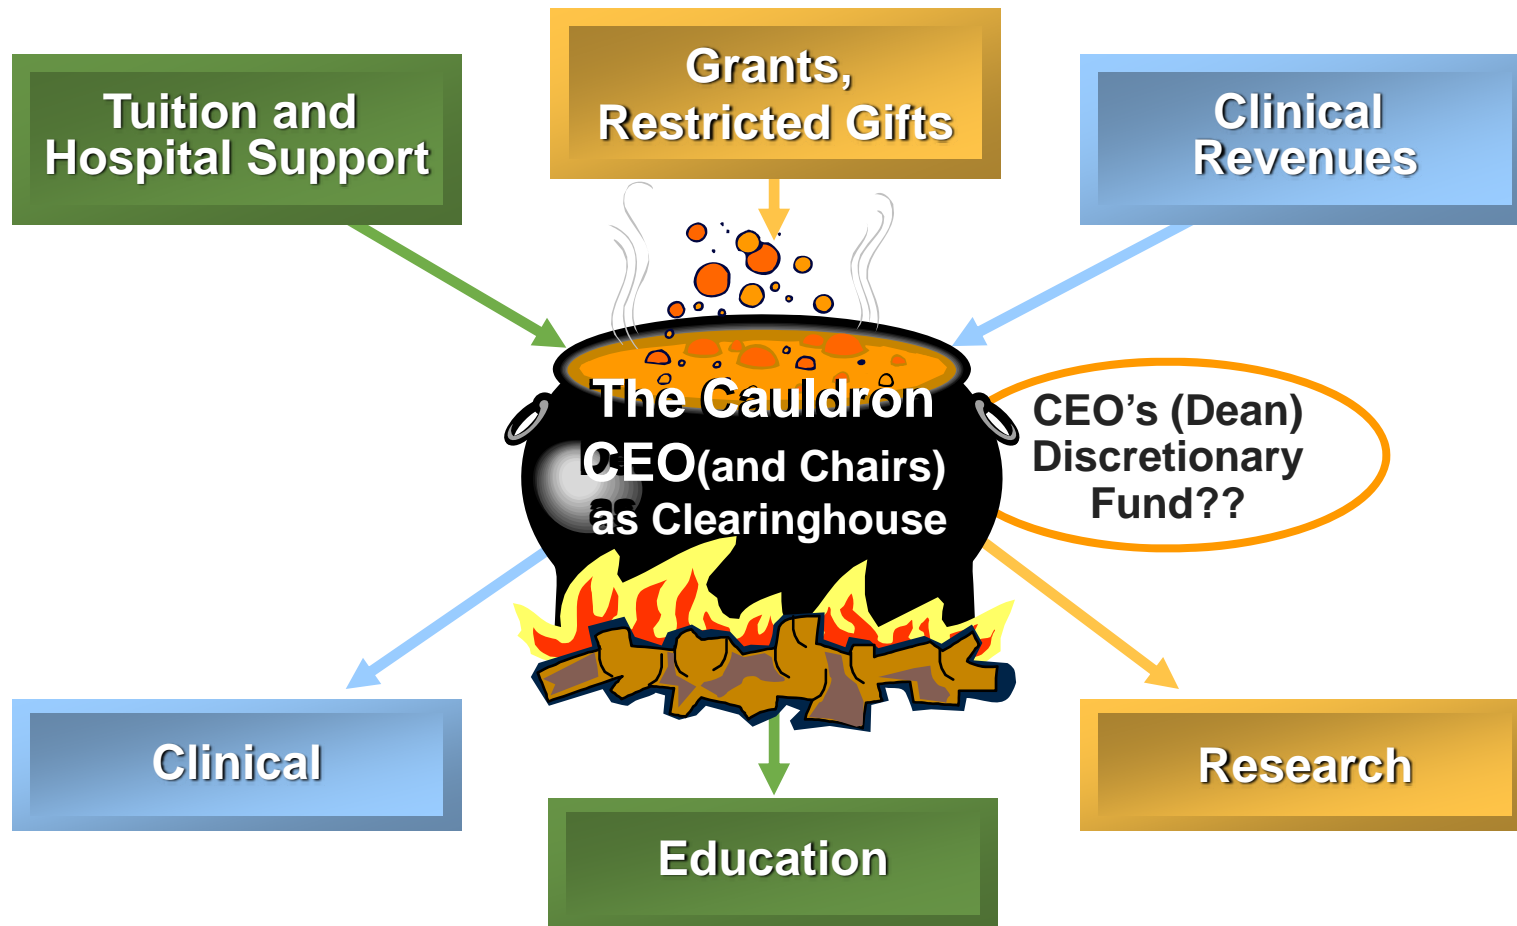 Grants,
Restricted Gifts
Tuition and
Hospital Support
Clinical
Revenues
The Cauldron
CEO(and Chairs)
as Clearinghouse
CEO’s (Dean)
Discretionary
Fund??
Clinical
Research
Education